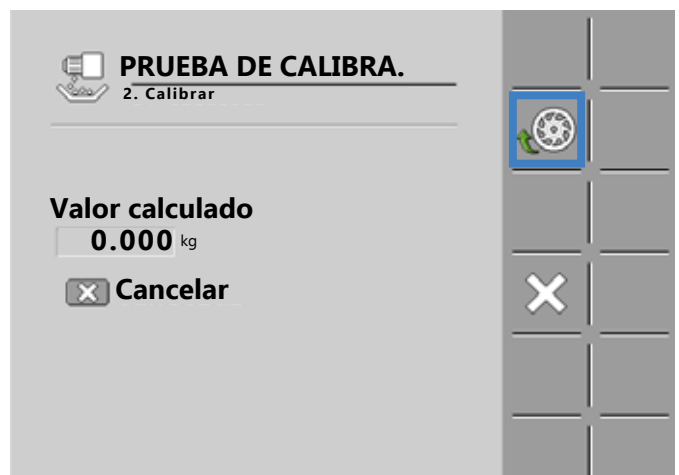 PRUEBA DE CALIBRA.
2. Calibrar
Valor calculado
0.000 kg
Cancelar